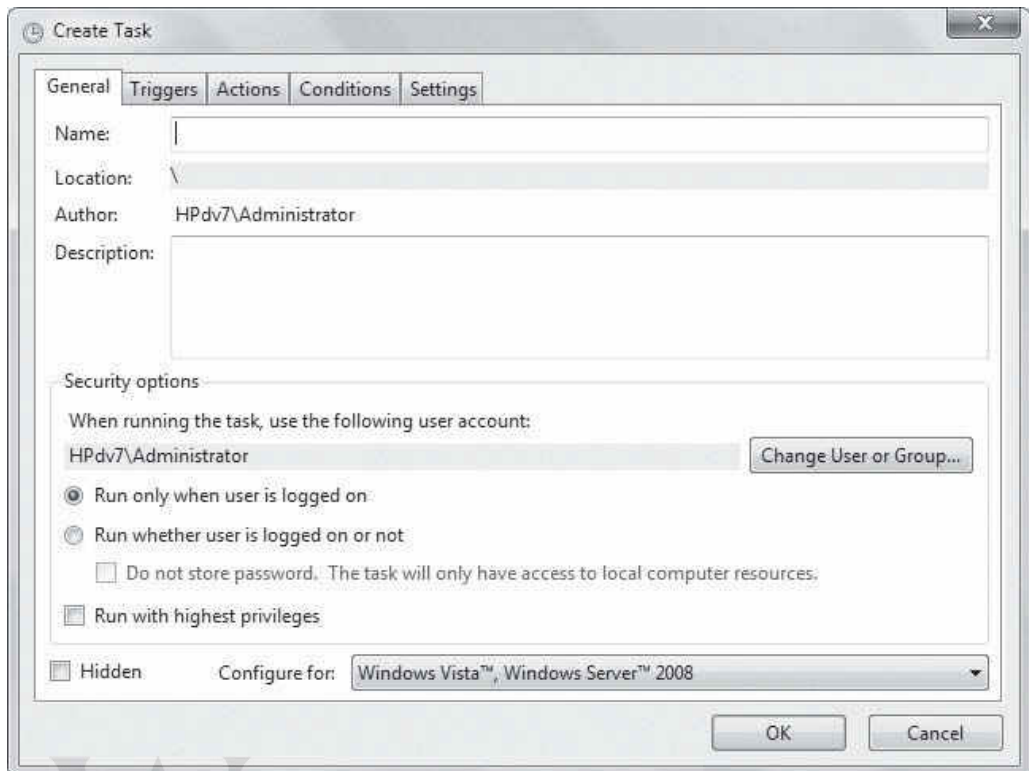 Create Task
General Triggers Actions Conditions Settings
Name:
Location: \
Author: HPdv7\Administrator
Description:
Security options
When running the task, use the following user account:
HPdv7\Administrator Change User or Group...
Run only when user is logged on
Run whether user is logged on or not
Do not store password. The task will only have access to local computer resources.
Run with highest privileges
Hidden Configure for: Windows Vista™, Windows Server™ 2008
OK Cancel